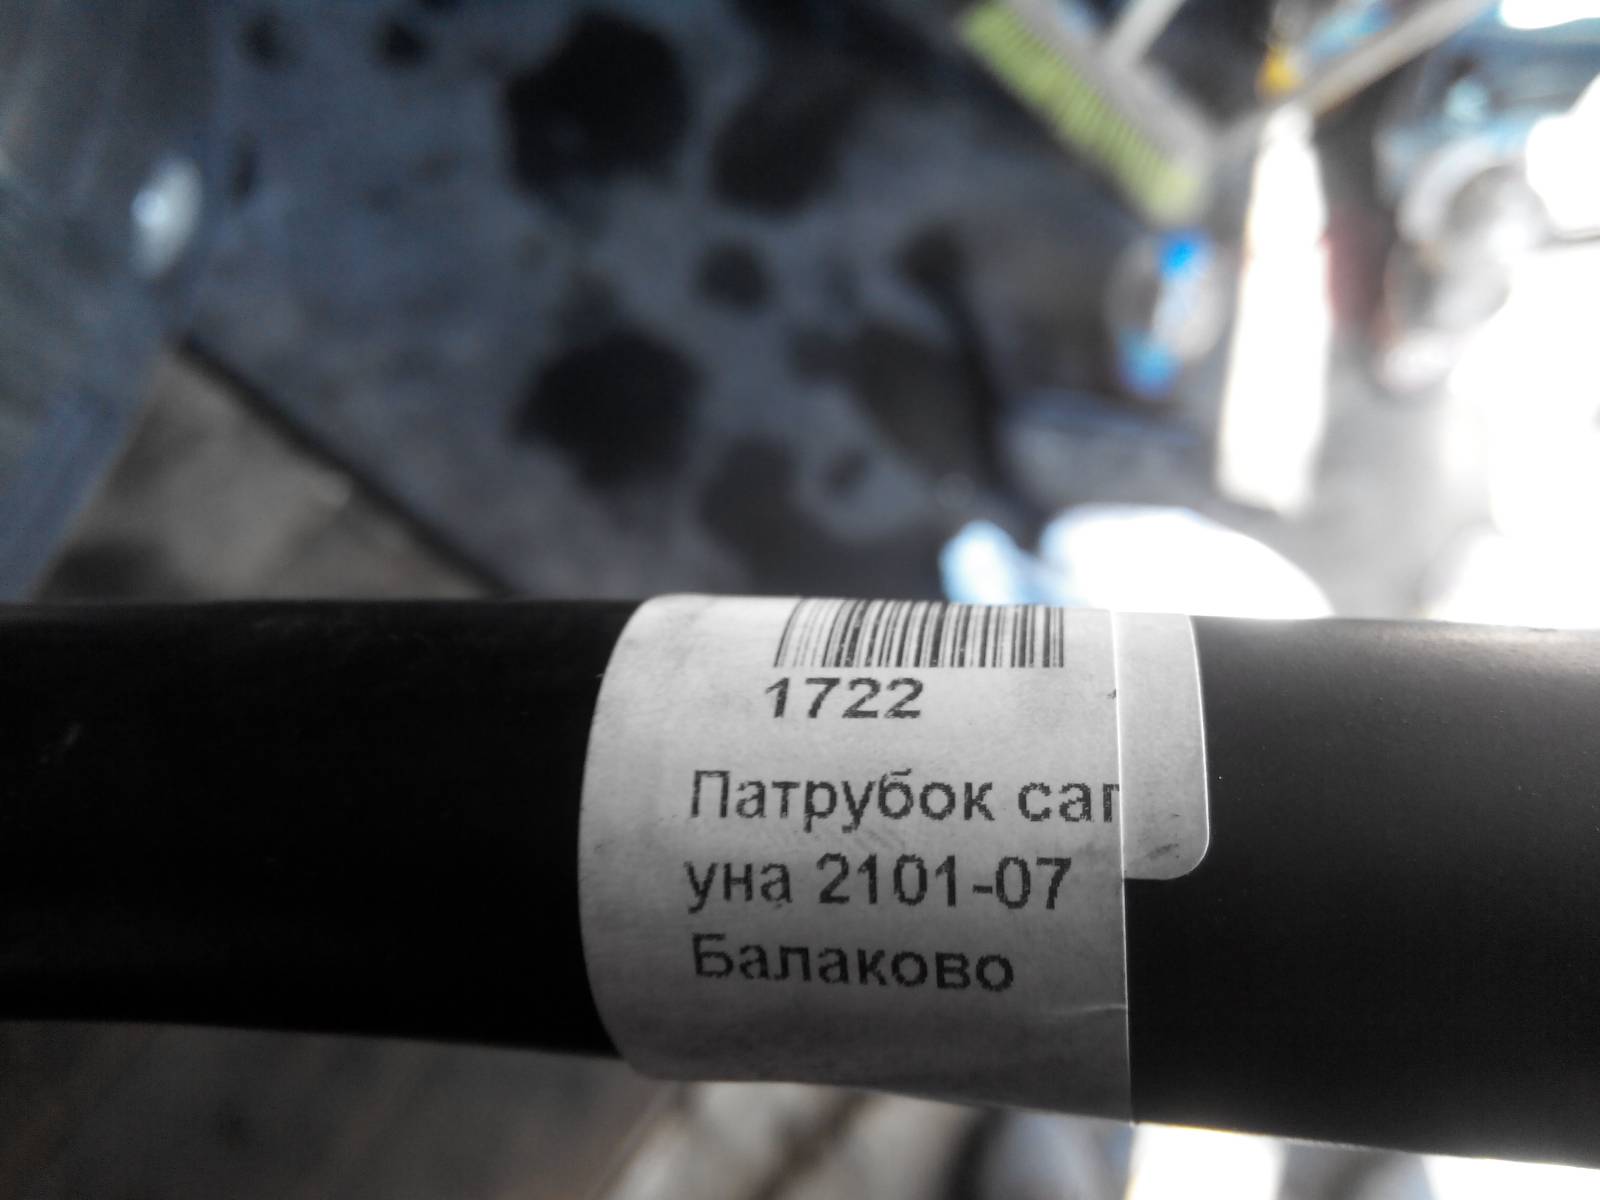 1722
Патрубок сап
уна 2101-07
Балаково